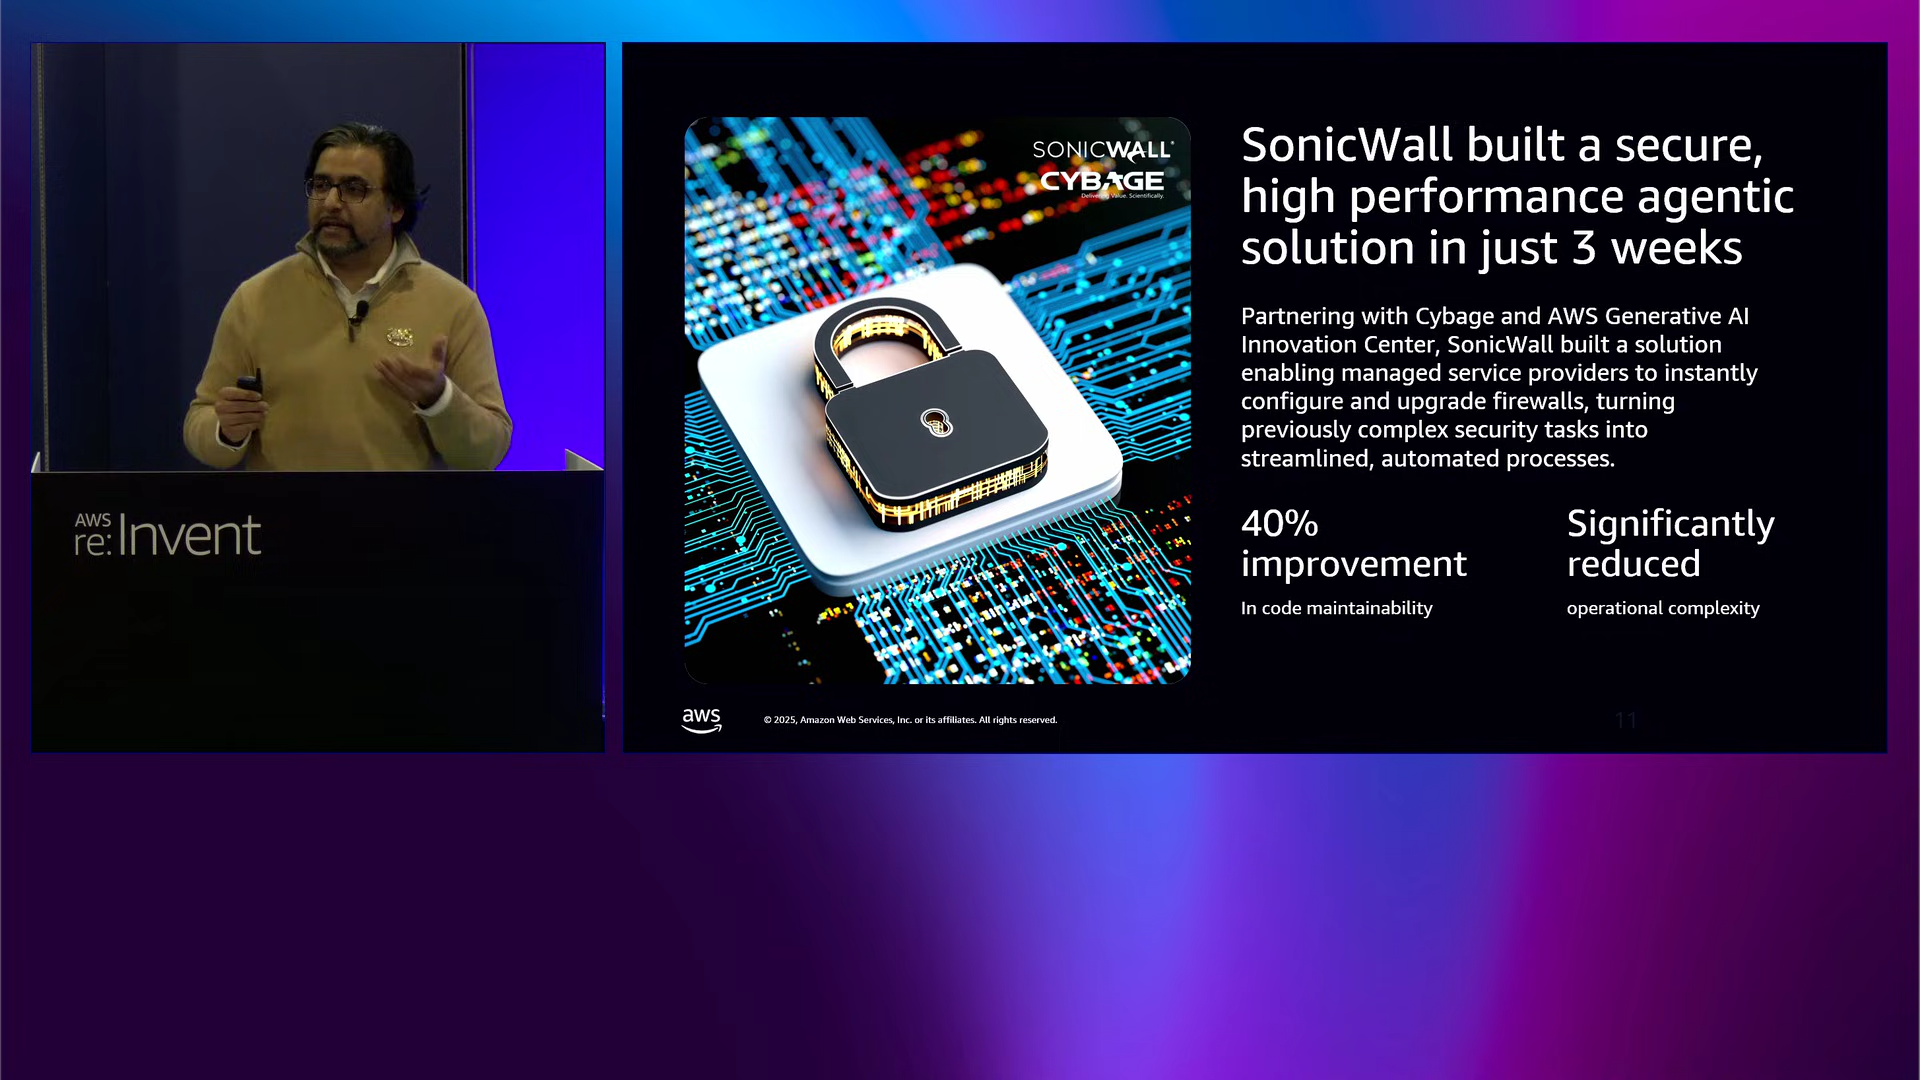 AWS
re:Invent
SONICWALL
CYBAGE
Delivering Value. Scientifically.
SonicWall built a secure,
high performance agentic
solution in just 3 weeks
Partnering with Cybage and AWS Generative AI
Innovation Center, SonicWall built a solution
enabling managed service providers to instantly
configure and upgrade firewalls, turning
previously complex security tasks into
streamlined, automated processes.
40%
improvement
In code maintainability
Significantly
reduced
operational complexity
aws
© 2025, Amazon Web Services, Inc. or its affiliates. All rights reserved.
11